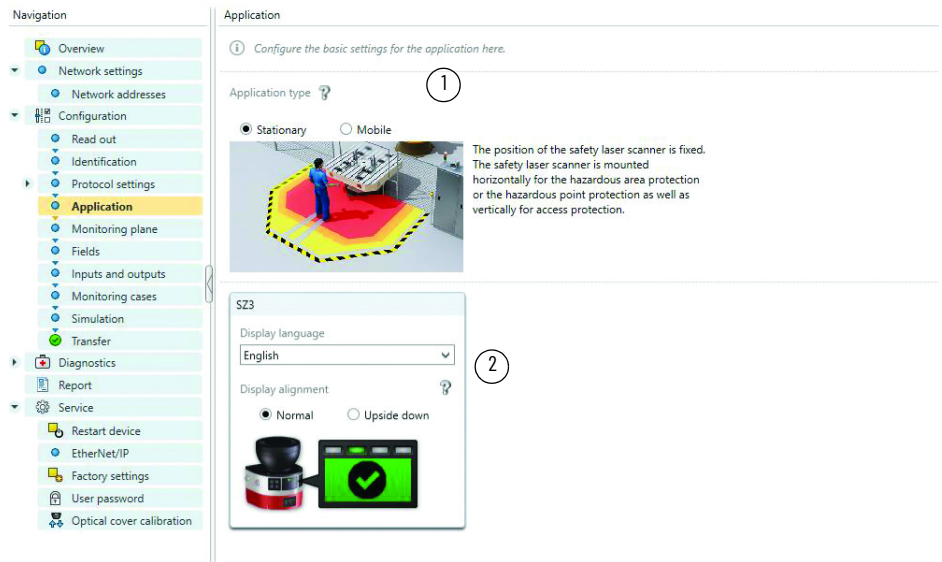 Navigation
Overview
Network settings
Network addresses
Configuration
Read out
Identification
Protocol settings
Application
Monitoring plane
Fields
Inputs and outputs
Monitoring cases
Simulation
Transfer
Diagnostics
Report
Service
Restart device
EtherNet/IP
Factory settings
User password
Optical cover calibration
Application
Configure the basic settings for the application here.
1
Application type
Stationary Mobile
The position of the safety laser scanner is fixed.
The safety laser scanner is mounted
horizontally for the hazardous area protection
or the hazardous point protection as well as
vertically for access protection.
SZ3
Display language
English
2
Display alignment
Normal Upside down